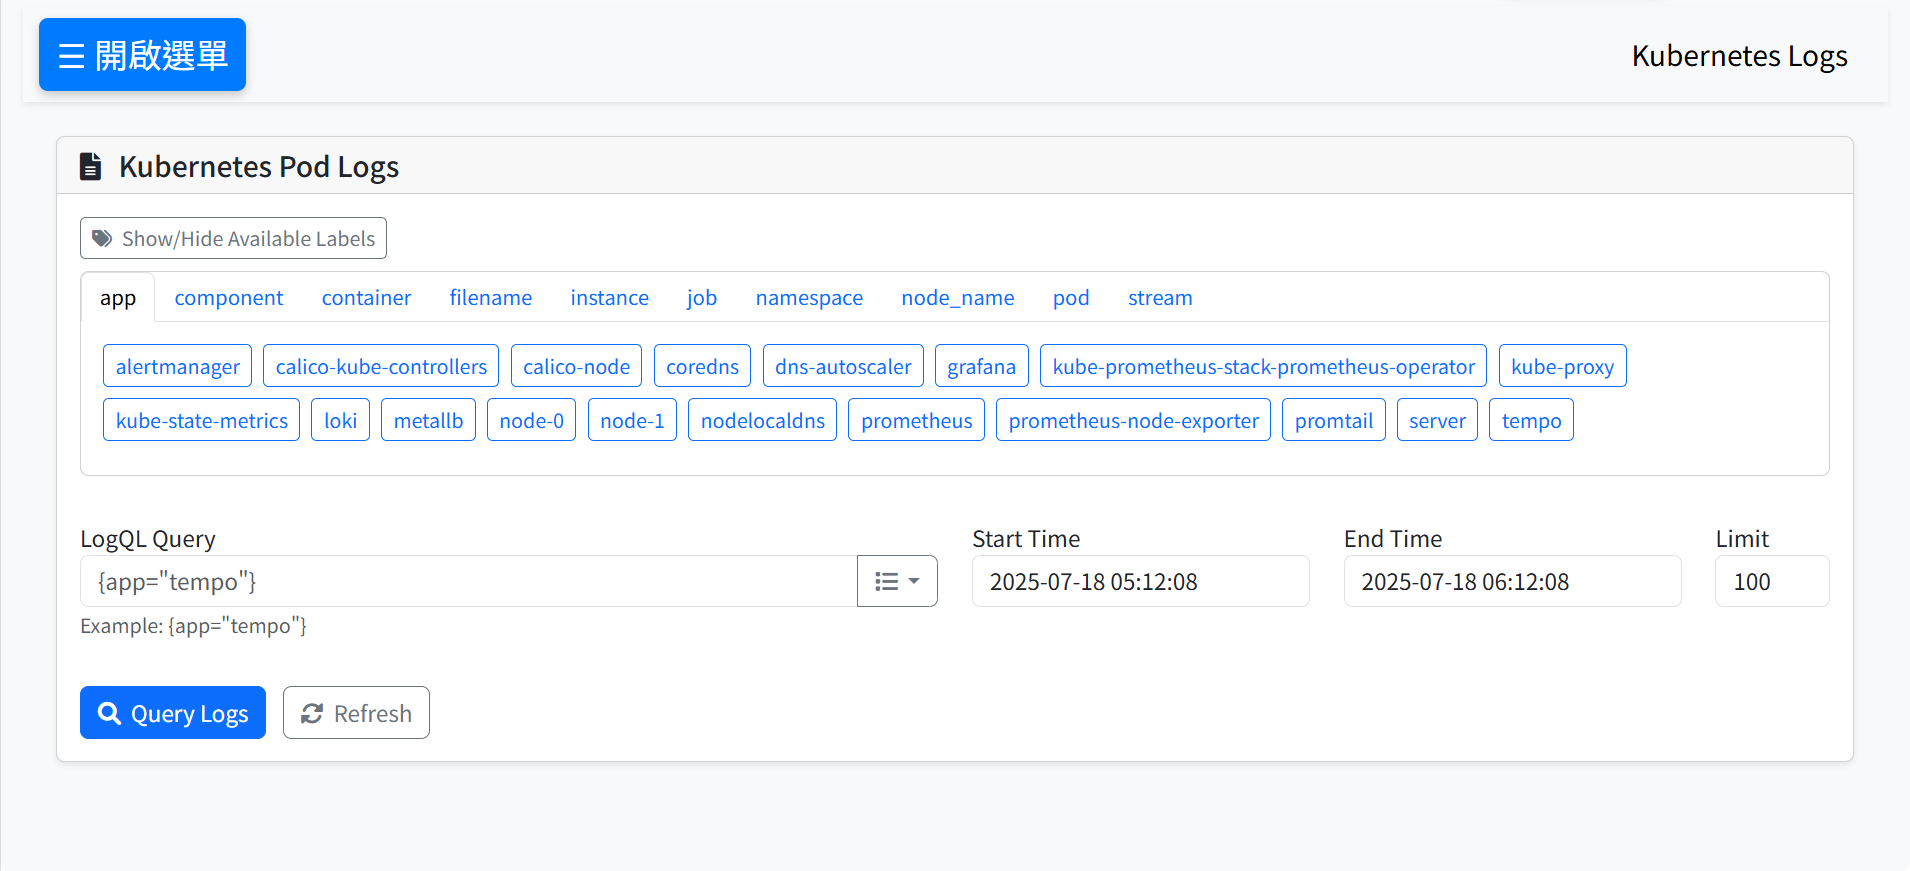 ☰ 開啟選單
Kubernetes Logs
Kubernetes Pod Logs
Show/Hide Available Labels
app component container filename instance job namespace node_name pod stream
alertmanager calico-kube-controllers calico-node coredns dns-autoscaler grafana kube-prometheus-stack-prometheus-operator kube-proxy
kube-state-metrics loki metallb node-0 node-1 nodelocaldns prometheus prometheus-node-exporter promtail server tempo
LogQL Query Start Time End Time Limit
{app="tempo"} 2025-07-18 05:12:08 2025-07-18 06:12:08 100
Example: {app="tempo"}
Query Logs Refresh